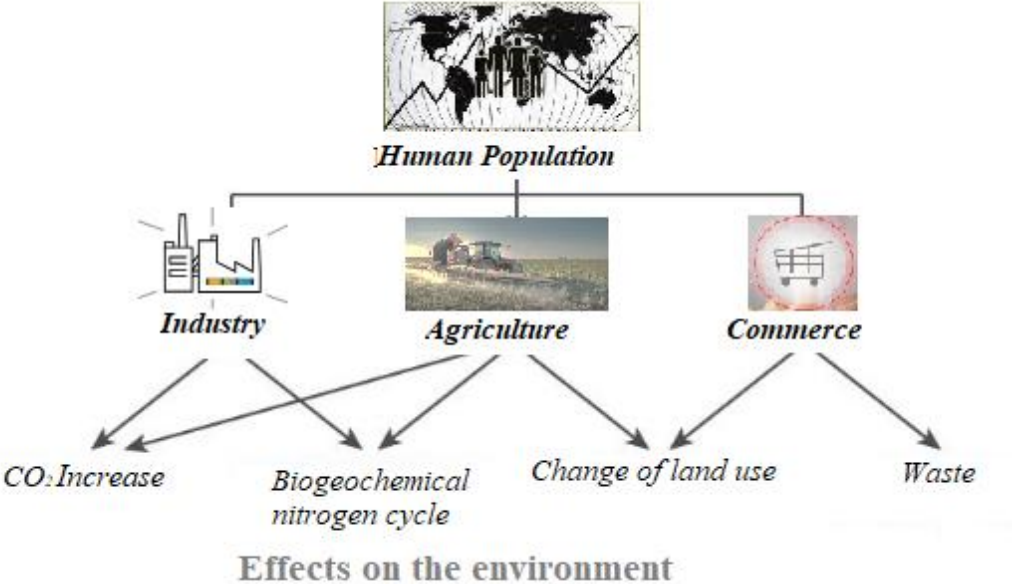 Human Population
Industry
Agriculture
Commerce
CO₂ Increase
Biogeochemical
nitrogen cycle
Change of land use
Waste
Effects on the environment